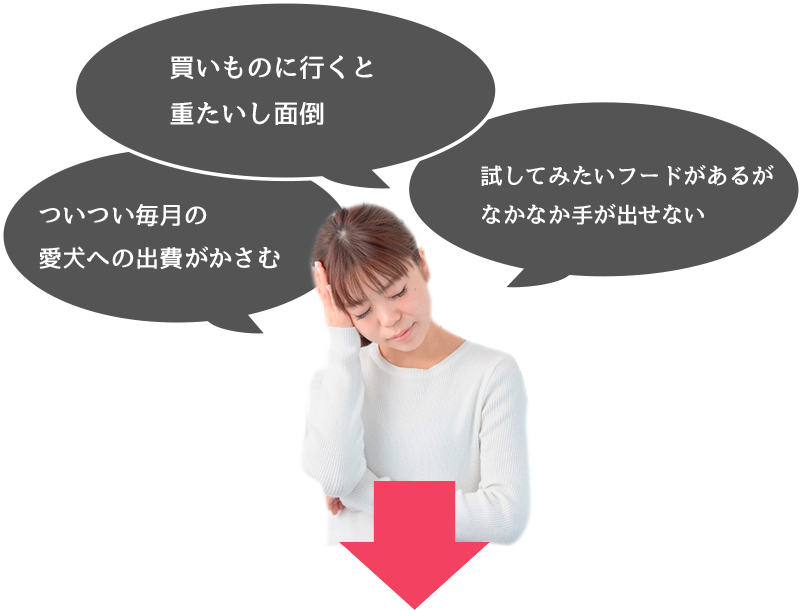 買いものに行くと
重たいし面倒
試してみたいフードがあるが
なかなか手が出せない
ついつい毎月の
愛犬への出費がかさむ